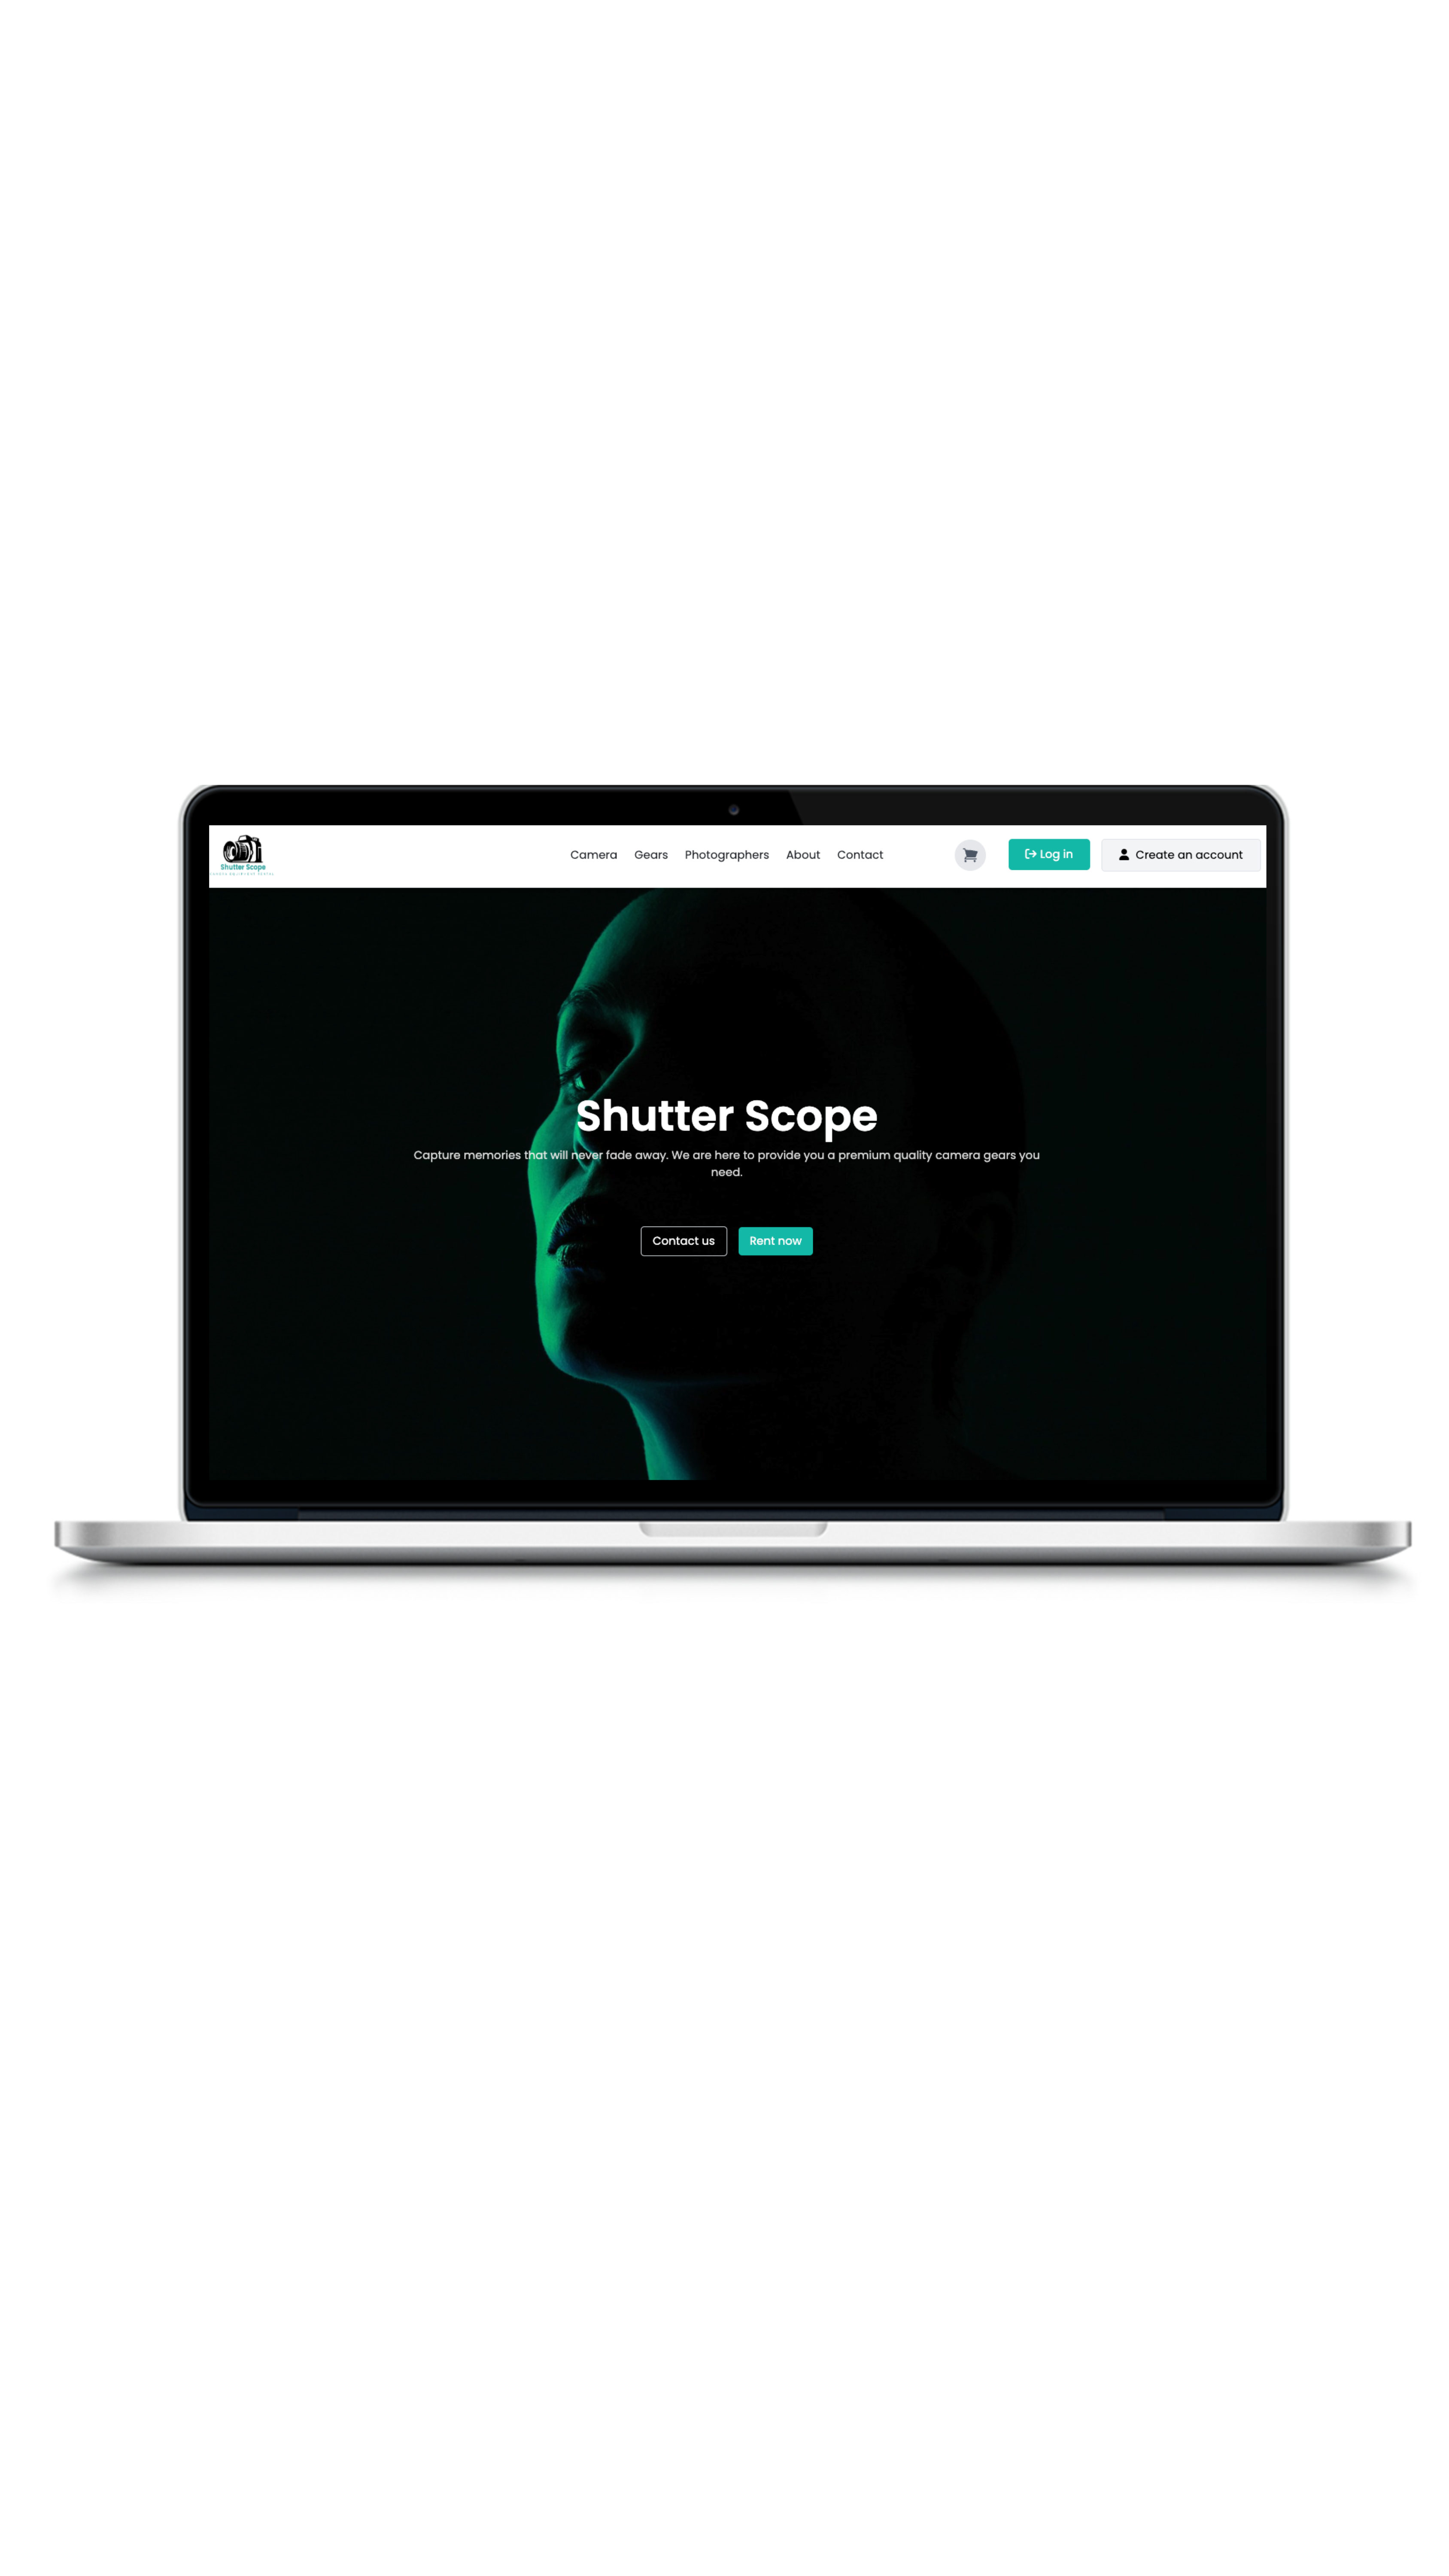 Shutter Scope
Camera Gears Photographers About Contact
Log in
Create an account
Shutter Scope
Capture memories that will never fade away. We are here to provide you a premium quality camera gears you
need.
Contact us Rent now